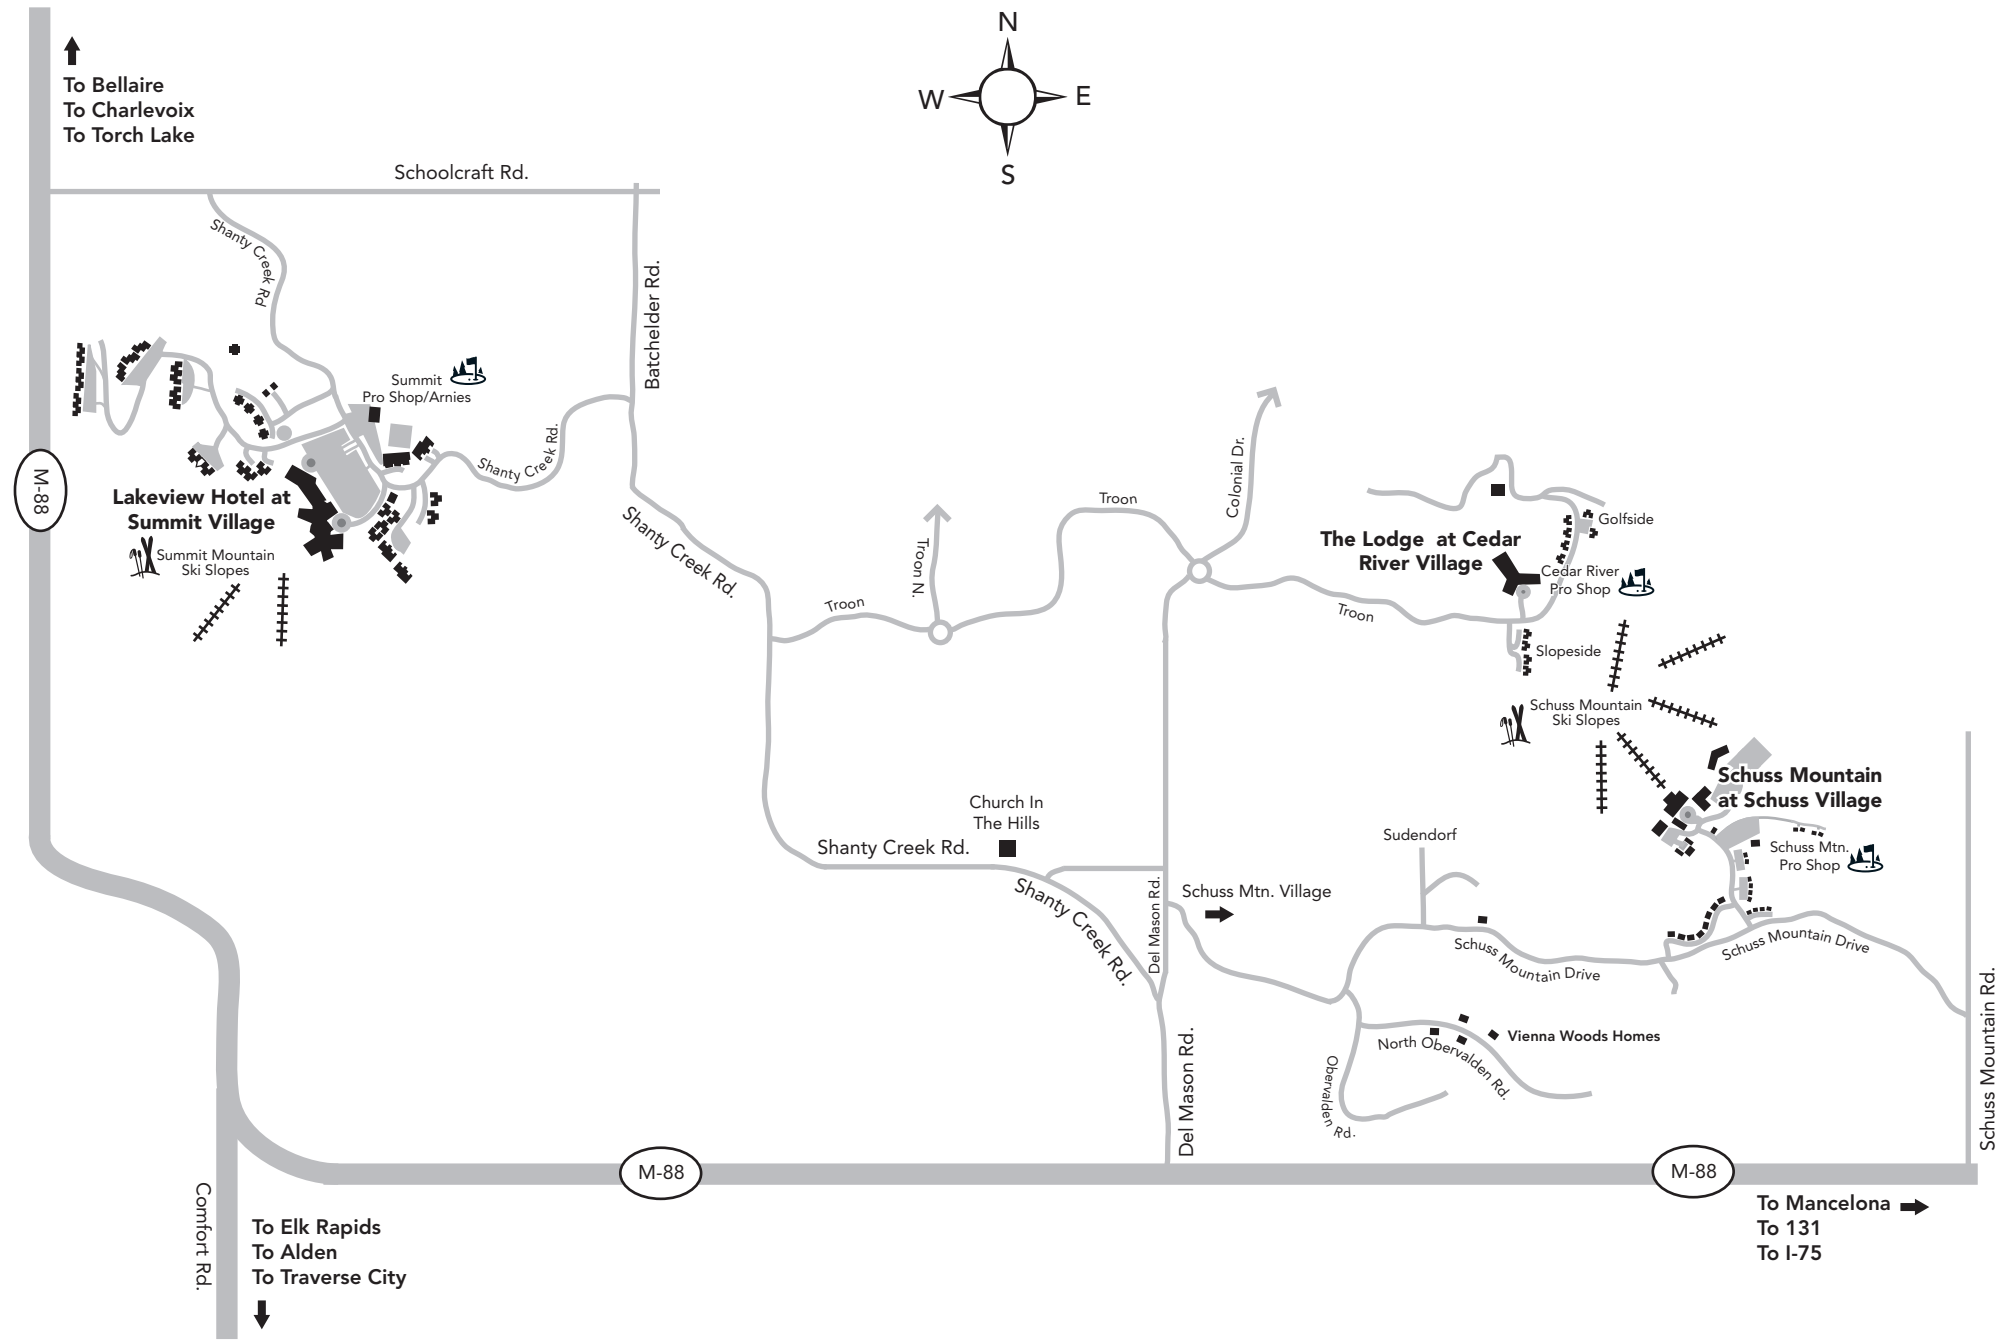 N
W
E
S
To Bellaire
To Charlevoix
To Torch Lake
Schoolcraft Rd.
Shanty Creek Rd
Batchelder Rd.
Summit
Pro Shop/Arnies
Shanty Creek Rd.
M-88
Lakeview Hotel at
Summit Village
Summit Mountain
Ski Slopes
Shanty Creek Rd.
Troon
Troon N.
Troon
Colonial Dr.
Troon
The Lodge at Cedar
River Village
Golfside
Cedar River
Pro Shop
Slopeside
Schuss Mountain
Ski Slopes
Schuss Mountain
at Schuss Village
Schuss Mtn.
Pro Shop
Church In
The Hills
Shanty Creek Rd.
Shanty Creek Rd.
Del Mason Rd.
Schuss Mtn. Village
Sudendorf
Schuss Mountain Drive
Schuss Mountain Drive
Schuss Mountain Rd.
Vienna Woods Homes
North Obervalden Rd.
Obervalden Rd.
Del Mason Rd.
M-88
M-88
Comfort Rd.
To Elk Rapids
To Alden
To Traverse City
To Mancelona
To 131
To I-75